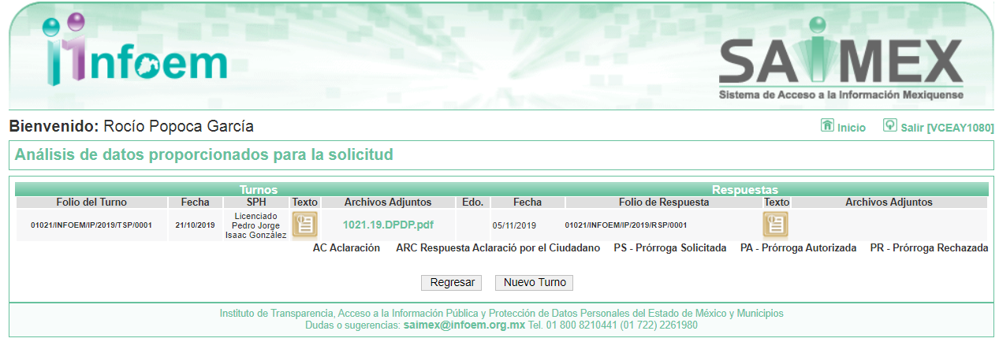 infoem
SAIMEX
Sistema de Acceso a la Información Mexiquense
Bienvenido: Rocío Popoca García
Inicio Salir [VCEAY1080]
Análisis de datos proporcionados para la solicitud
Turnos Respuestas
Folio del Turno Fecha SPH Texto Archivos Adjuntos Edo. Fecha Folio de Respuesta Texto Archivos Adjuntos
01021/INFOEM/IP/2019/TSP/0001 21/10/2019 Licenciado Pedro Jorge Isaac González 1021.19.DPDP.pdf 05/11/2019 01021/INFOEM/IP/2019/RSP/0001
AC Aclaración ARC Respuesta Aclaració por el Ciudadano PS - Prórroga Solicitada PA - Prórroga Autorizada PR - Prórroga Rechazada
Regresar Nuevo Turno
Instituto de Transparencia, Acceso a la Información Pública y Protección de Datos Personales del Estado de México y Municipios
Dudas o sugerencias: saimex@infoem.org.mx Tel. 01 800 8210441 (01 722) 2261980